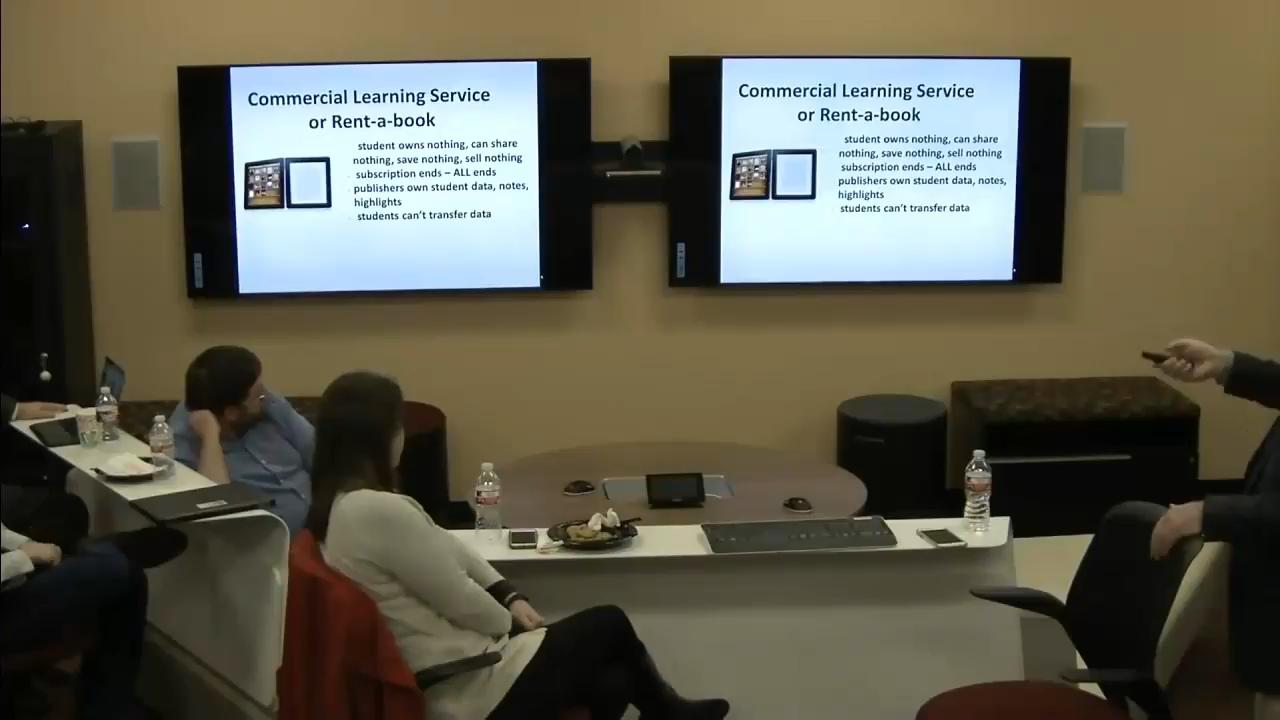 Commercial Learning Service
or Rent-a-book
student owns nothing, can share
nothing, save nothing, sell nothing
subscription ends – ALL ends
publishers own student data, notes,
highlights
students can't transfer data
Commercial Learning Service
or Rent-a-book
student owns nothing, can share
nothing, save nothing, sell nothing
subscription ends – ALL ends
publishers own student data, notes,
highlights
students can't transfer data